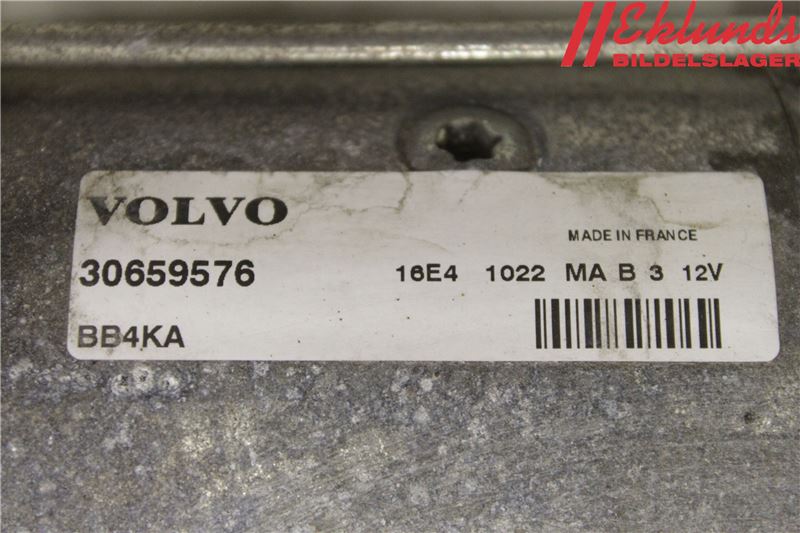 Eklunds
BILDELSLAGER
VOLVO
MADE IN FRANCE
30659576 16E4 1022 MA B 3 12V
BB4KA